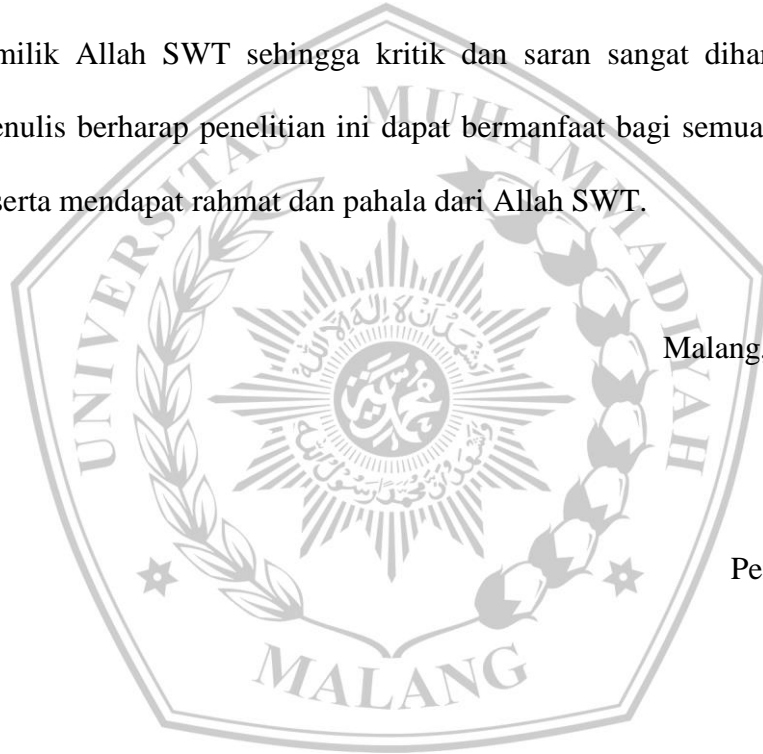 milik Allah SWT sehingga kritik dan saran sangat dihar
enulis berharap penelitian ini dapat bermanfaat bagi semua
serta mendapat rahmat dan pahala dari Allah SWT.
Malang,
Pe
UNIVERSITAS MUHAMMADIYAH
MALANG